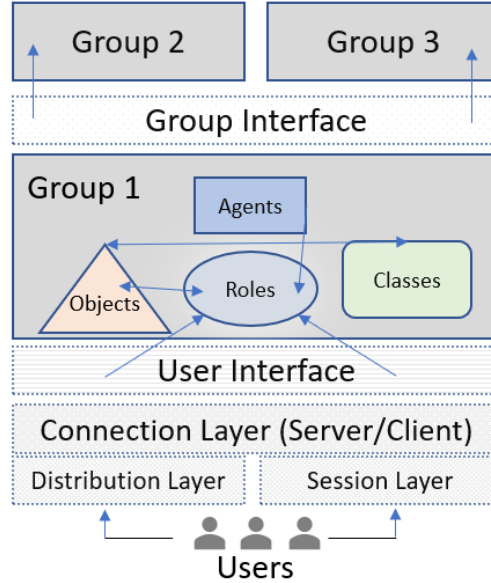 Group 2
Group 3
Group Interface
Group 1
Agents
Objects
Roles
Classes
User Interface
Connection Layer (Server/Client)
Distribution Layer
Session Layer
Users